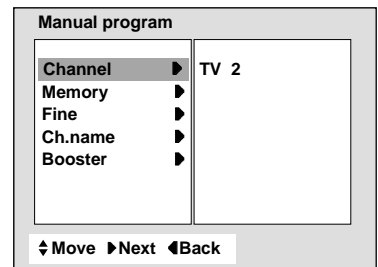 Manual program
Channel TV 2
Memory
Fine
Ch.name
Booster
Move Next Back